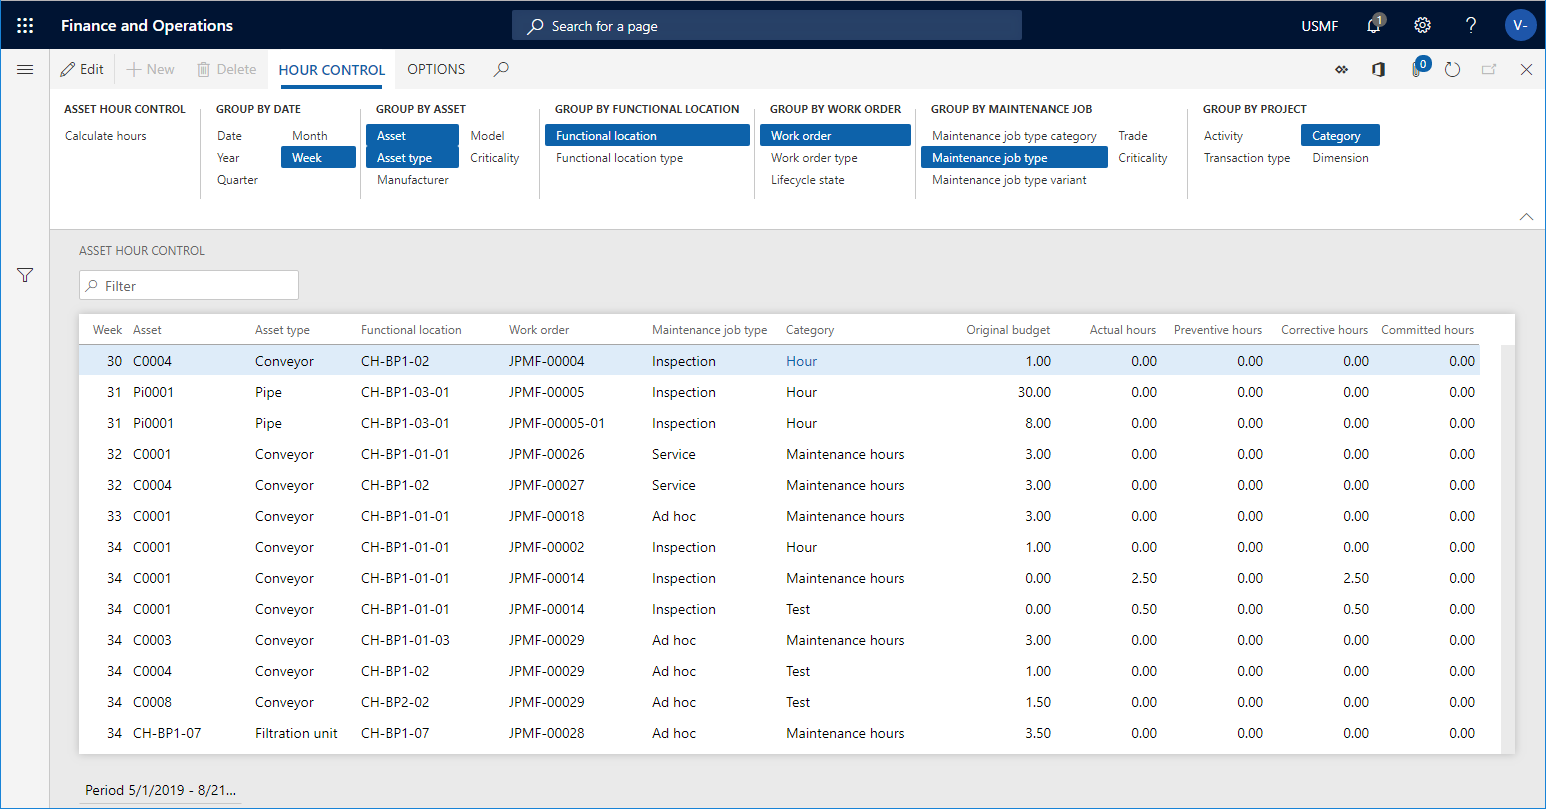 Finance and Operations Search for a page USMF 1 ? V-
Edit New Delete HOUR CONTROL OPTIONS 0
ASSET HOUR CONTROL GROUP BY DATE GROUP BY ASSET GROUP BY FUNCTIONAL LOCATION GROUP BY WORK ORDER GROUP BY MAINTENANCE JOB GROUP BY PROJECT
Calculate hours Date Month Asset Model Functional location Work order Maintenance job type category Trade Activity Category
Year Week Asset type Criticality Functional location type Work order type Maintenance job type Criticality Transaction type Dimension
Quarter Manufacturer Lifecycle state Maintenance job type variant
ASSET HOUR CONTROL
Filter
Week Asset Asset type Functional location Work order Maintenance job type Category Original budget Actual hours Preventive hours Corrective hours Committed hours
30 C0004 Conveyor CH-BP1-02 JPMF-00004 Inspection Hour 1.00 0.00 0.00 0.00 0.00
31 Pi0001 Pipe CH-BP1-03-01 JPMF-00005 Inspection Hour 30.00 0.00 0.00 0.00 0.00
31 Pi0001 Pipe CH-BP1-03-01 JPMF-00005-01 Inspection Hour 8.00 0.00 0.00 0.00 0.00
32 C0001 Conveyor CH-BP1-01-01 JPMF-00026 Service Maintenance hours 3.00 0.00 0.00 0.00 0.00
32 C0004 Conveyor CH-BP1-02 JPMF-00027 Service Maintenance hours 3.00 0.00 0.00 0.00 0.00
33 C0001 Conveyor CH-BP1-01-01 JPMF-00018 Ad hoc Maintenance hours 3.00 0.00 0.00 0.00 0.00
34 C0001 Conveyor CH-BP1-01-01 JPMF-00002 Inspection Hour 1.00 0.00 0.00 0.00 0.00
34 C0001 Conveyor CH-BP1-01-01 JPMF-00014 Inspection Maintenance hours 0.00 2.50 0.00 2.50 0.00
34 C0001 Conveyor CH-BP1-01-01 JPMF-00014 Inspection Test 0.00 0.50 0.00 0.50 0.00
34 C0003 Conveyor CH-BP1-01-03 JPMF-00029 Ad hoc Maintenance hours 3.00 0.00 0.00 0.00 0.00
34 C0004 Conveyor CH-BP1-02 JPMF-00029 Ad hoc Test 1.00 0.00 0.00 0.00 0.00
34 C0008 Conveyor CH-BP2-02 JPMF-00029 Ad hoc Test 1.50 0.00 0.00 0.00 0.00
34 CH-BP1-07 Filtration unit CH-BP1-07 JPMF-00028 Ad hoc Maintenance hours 3.50 0.00 0.00 0.00 0.00
Period 5/1/2019 - 8/21...